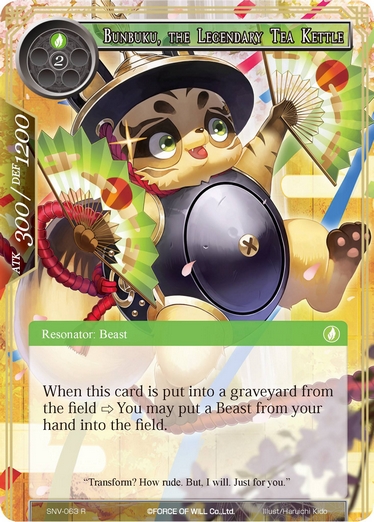 Bunbuku, the Legendary Tea Kettle
2
ATK 300 / DEF 1200
Resonator: Beast
When this card is put into a graveyard from
the field ⇨ You may put a Beast from your
hand into the field.
“Transform? How rude. But, I will. Just for you.”
SNV-063 R ©FORCE OF WILL Co.,Ltd. Illust/Haruichi Kido